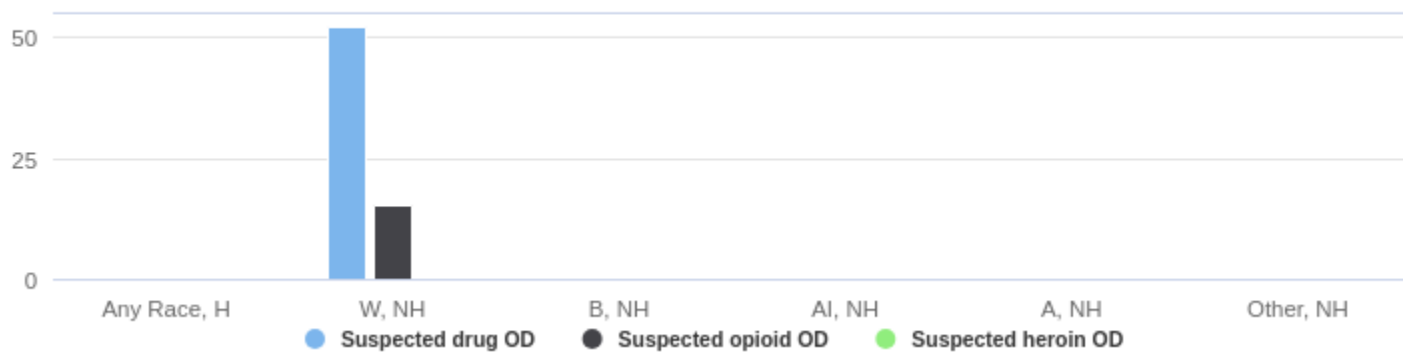 50
25
0
Any Race, H W, NH B, NH AI, NH A, NH Other, NH
Suspected drug OD Suspected opioid OD Suspected heroin OD